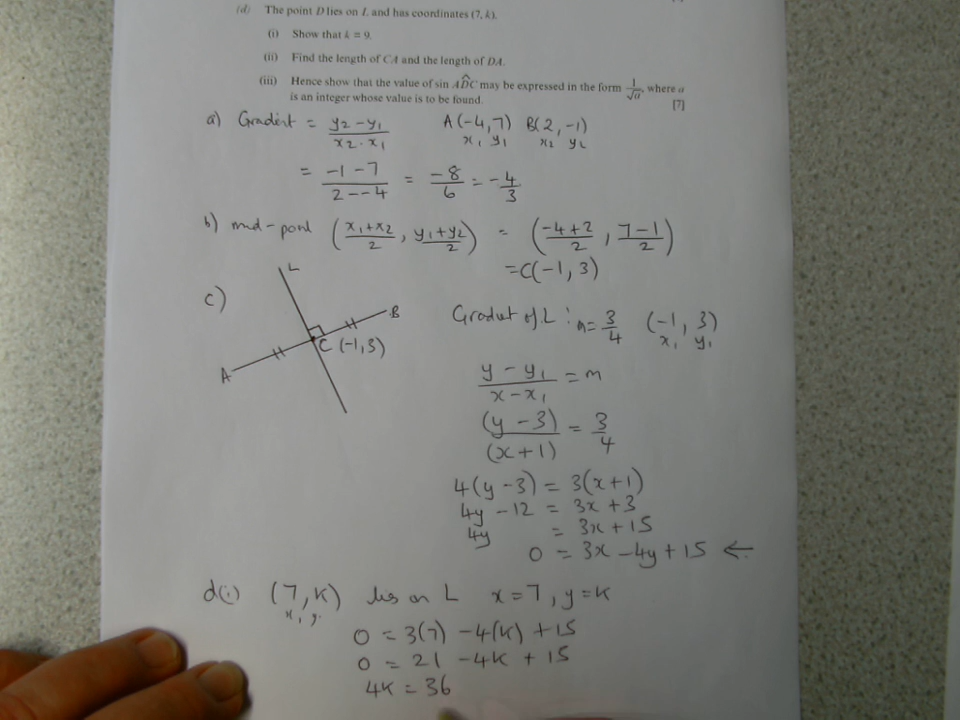 (d) The point D lies on L and has coordinates (7, k).
(i) Show that k = 9.
(ii) Find the length of CA and the length of DA.
(iii) Hence show that the value of sin AD̂C may be expressed in the form 1/√a, where a
is an integer whose value is to be found.
[7]
a) Gradient = (y2 - y1)/(x2 - x1) A(-4,7) B(2,-1)
x1 y1 x2 y2
= (-1 - 7)/(2 - -4) = -8/6 = -4/3
b) mid-point ((x1+x2)/2, (y1+y2)/2) = ((-4+2)/2, (7-1)/2)
= C(-1, 3)
c)
L
B
C (-1,3)
A
Gradient of L : m = 3/4 (-1, 3)
x1 y1
(y - y1)/(x - x1) = m
(y - 3)/(x+1) = 3/4
4(y - 3) = 3(x+1)
4y - 12 = 3x + 3
4y = 3x + 15
0 = 3x - 4y + 15 ←
d(i) (7, k) lies on L x=7, y=k
x, y
0 = 3(7) - 4(k) + 15
0 = 21 - 4k + 15
4k = 36